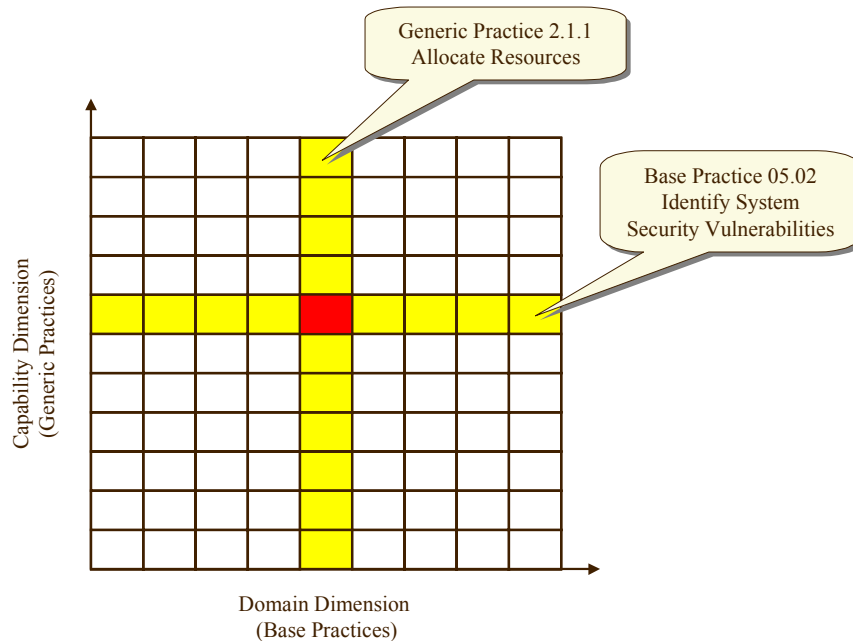 Generic Practice 2.1.1
Allocate Resources
Base Practice 05.02
Identify System
Security Vulnerabilities
Capability Dimension
(Generic Practices)
Domain Dimension
(Base Practices)